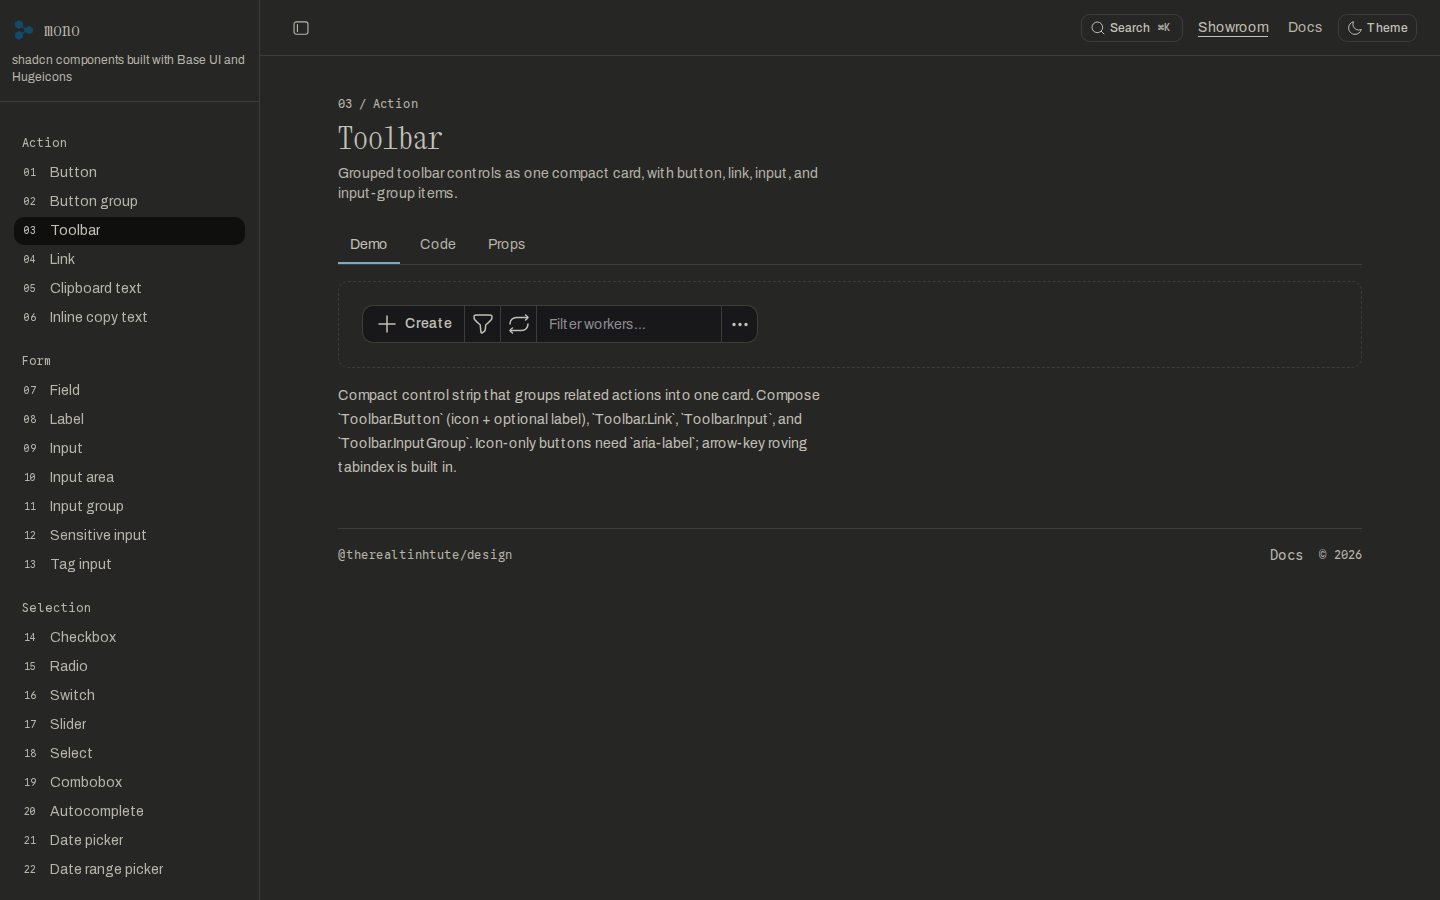 mono
shadcn components built with Base UI and
Hugeicons
Action
01 Button
02 Button group
03 Toolbar
04 Link
05 Clipboard text
06 Inline copy text
Form
07 Field
08 Label
09 Input
10 Input area
11 Input group
12 Sensitive input
13 Tag input
Selection
14 Checkbox
15 Radio
16 Switch
17 Slider
18 Select
19 Combobox
20 Autocomplete
21 Date picker
22 Date range picker
Search ⌘K Showroom Docs Theme
03 / Action
Toolbar
Grouped toolbar controls as one compact card, with button, link, input, and
input-group items.
Demo Code Props
Create Filter workers...
Compact control strip that groups related actions into one card. Compose
`Toolbar.Button` (icon + optional label), `Toolbar.Link`, `Toolbar.Input`, and
`Toolbar.InputGroup`. Icon-only buttons need `aria-label`; arrow-key roving
tabindex is built in.
@therealtinhtute/design Docs © 2026